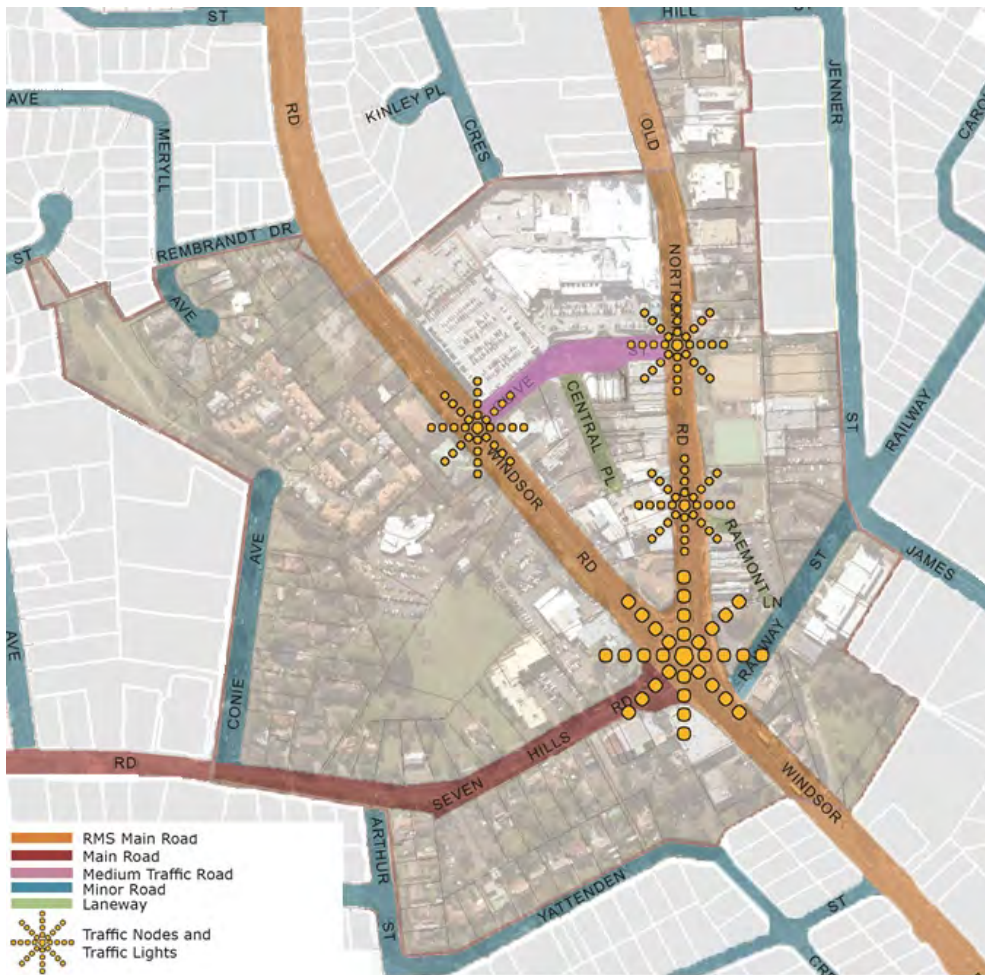 ST
HILL
ST
AVE
RD
KINLEY PL
CRES
OLD
JENNER
MERYLL
REMBRANDT DR
ST
AVE
ST
CENTRAL PL
RD
WINDSOR
RD
ST
RAILWAY
RAEMONT LN
ST
JAMES
RAILWAY
AVE
CONIE
AVE
RD
SEVEN HILLS RD
WINDSOR
ARTHUR
ST
YATTENDEN
ST
RMS Main Road
Main Road
Medium Traffic Road
Minor Road
Laneway
Traffic Nodes and
Traffic Lights